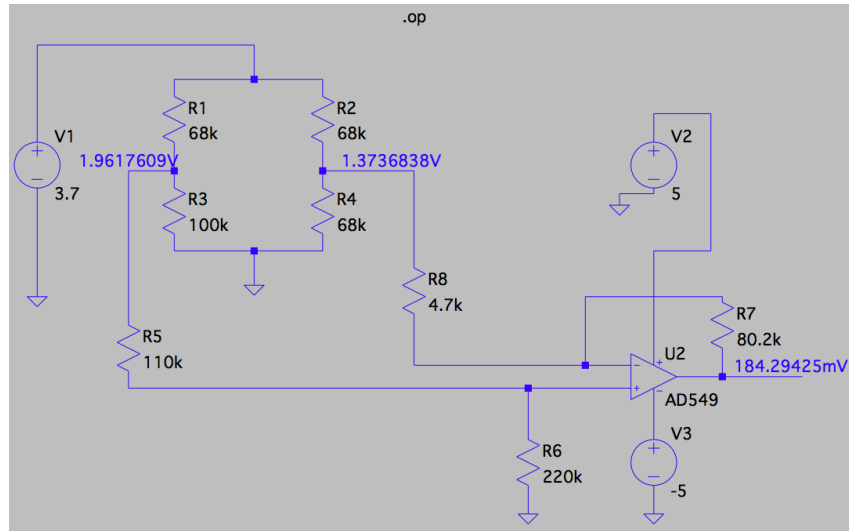 .op
R1
68k
R2
68k
V1
3.7
1.9617609V
1.3736838V
V2
5
R3
100k
R4
68k
R8
4.7k
R7
80.2k
R5
110k
U2
184.29425mV
AD549
V3
-5
R6
220k